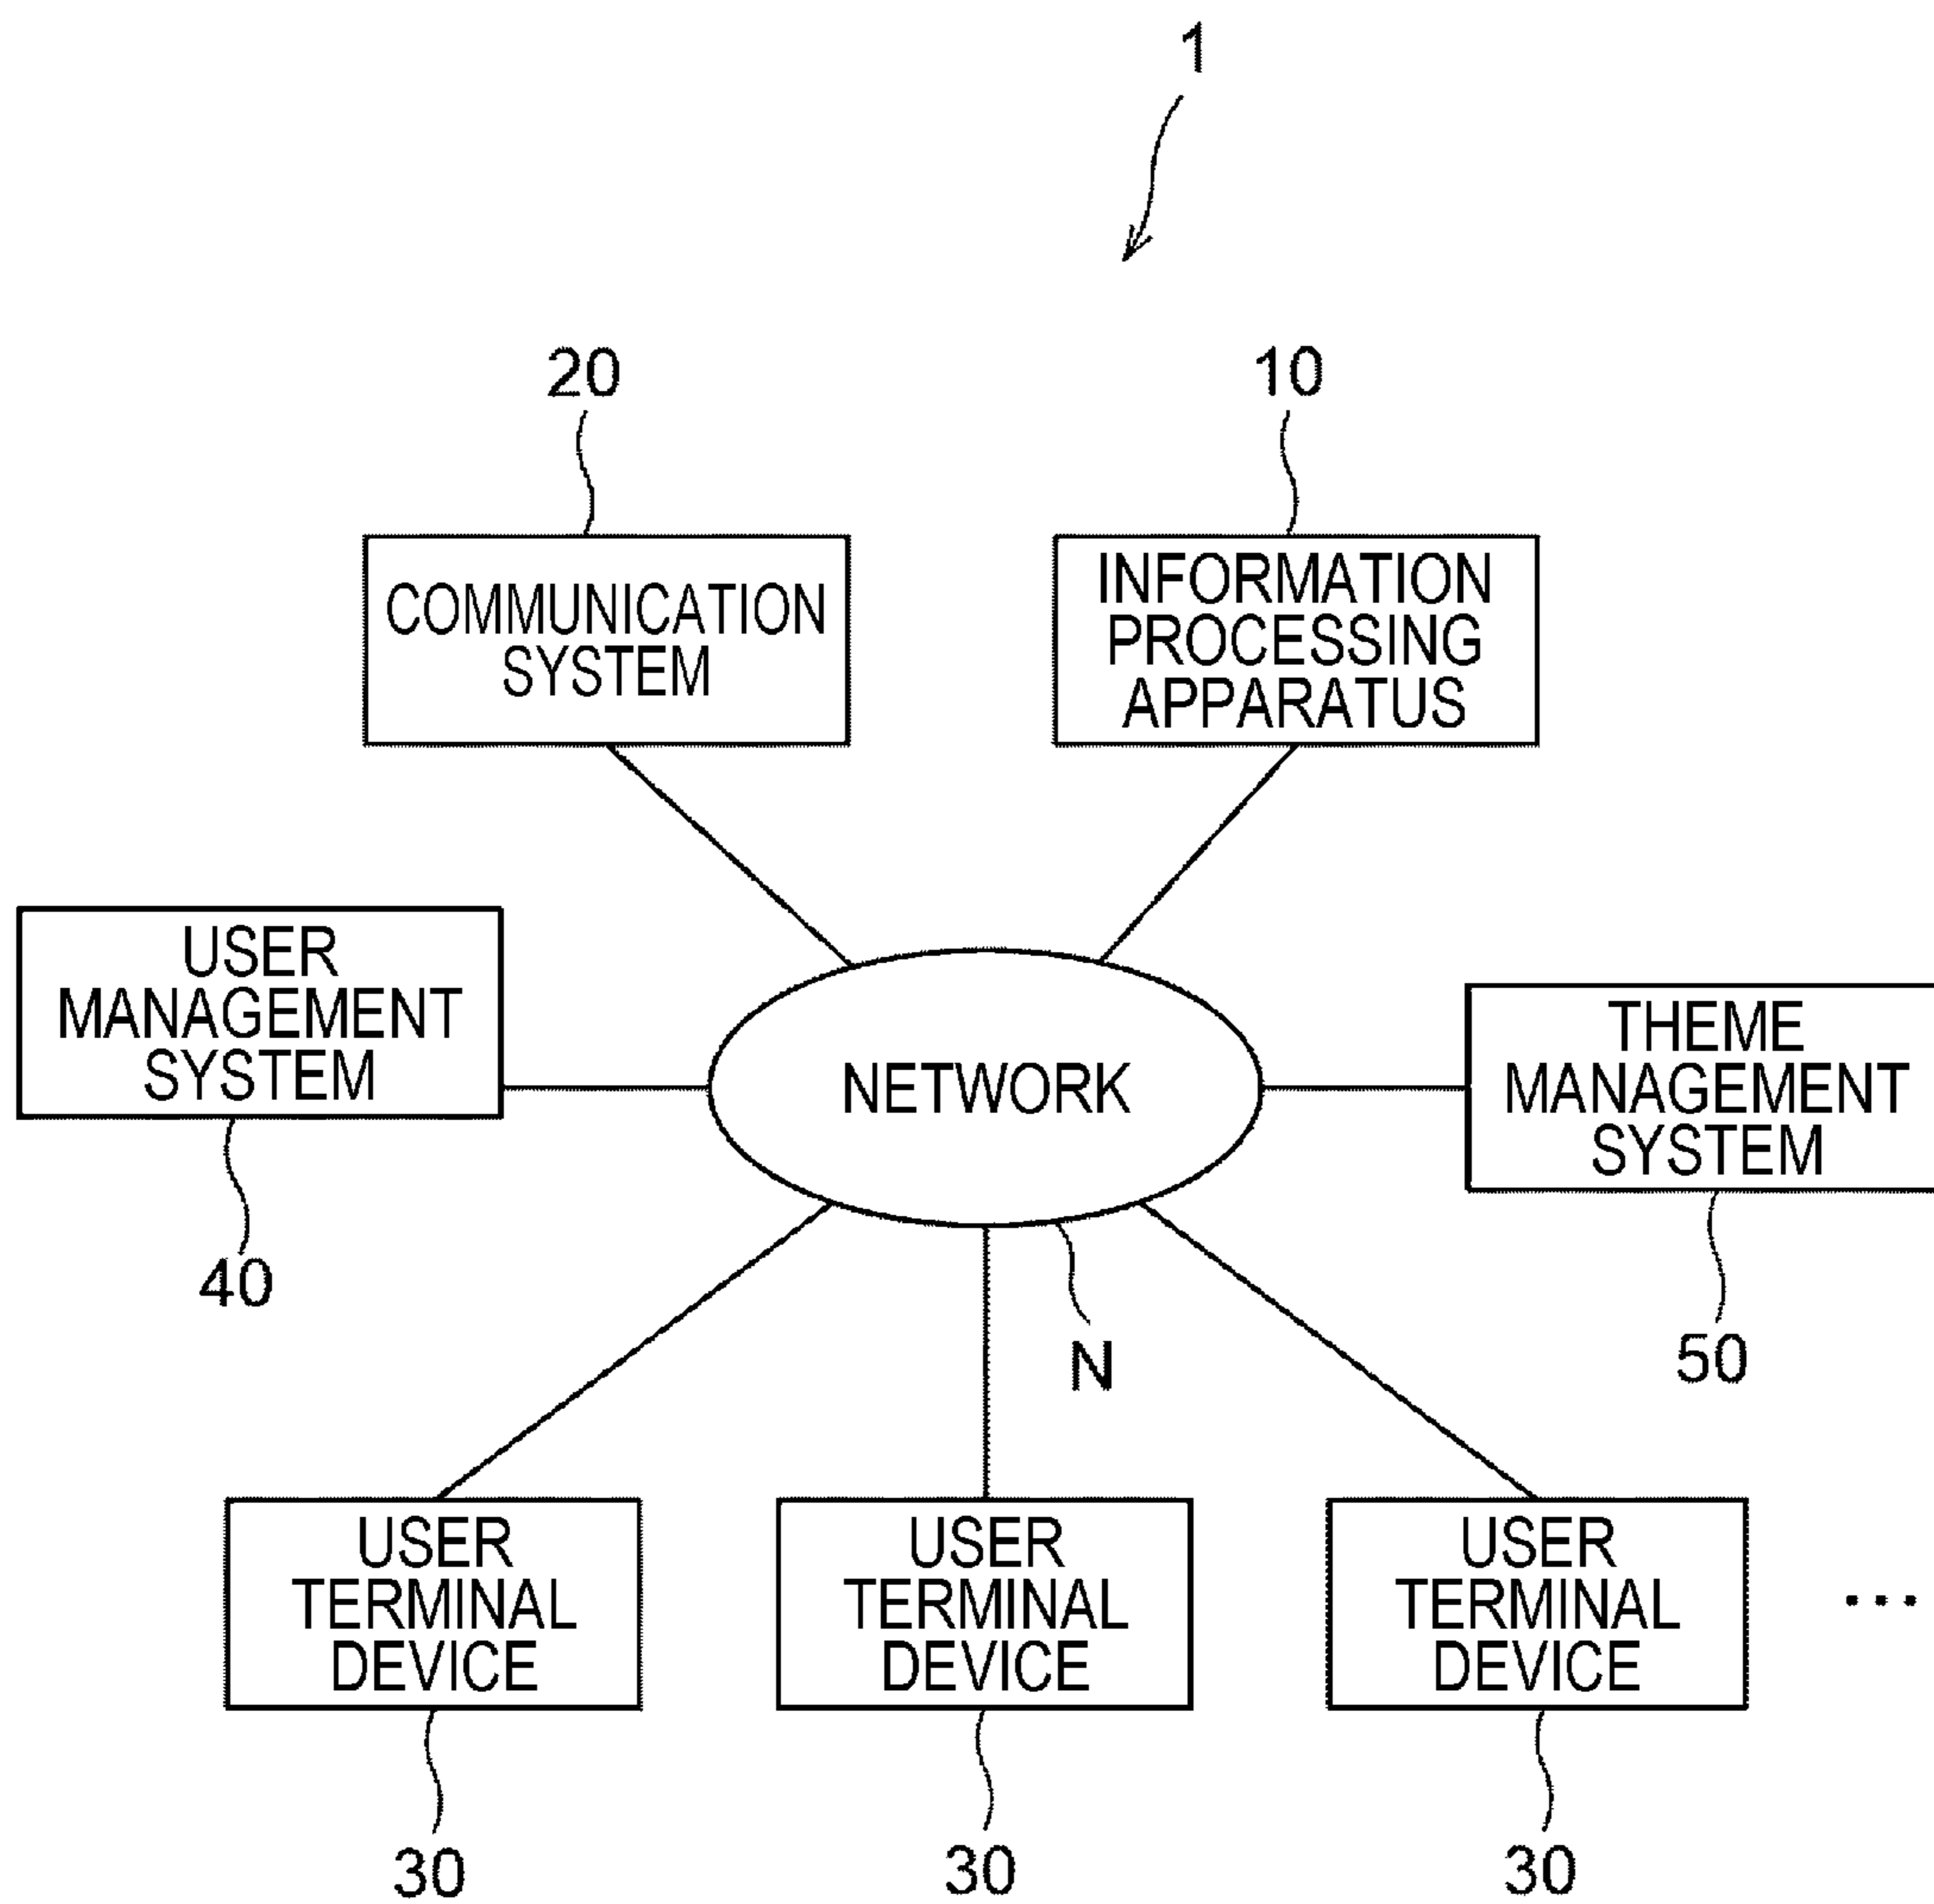 1
20
10
COMMUNICATION
SYSTEM
INFORMATION
PROCESSING
APPARATUS
USER
MANAGEMENT
SYSTEM
40
NETWORK
N
THEME
MANAGEMENT
SYSTEM
50
USER
TERMINAL
DEVICE
30
USER
TERMINAL
DEVICE
30
USER
TERMINAL
DEVICE
30
...